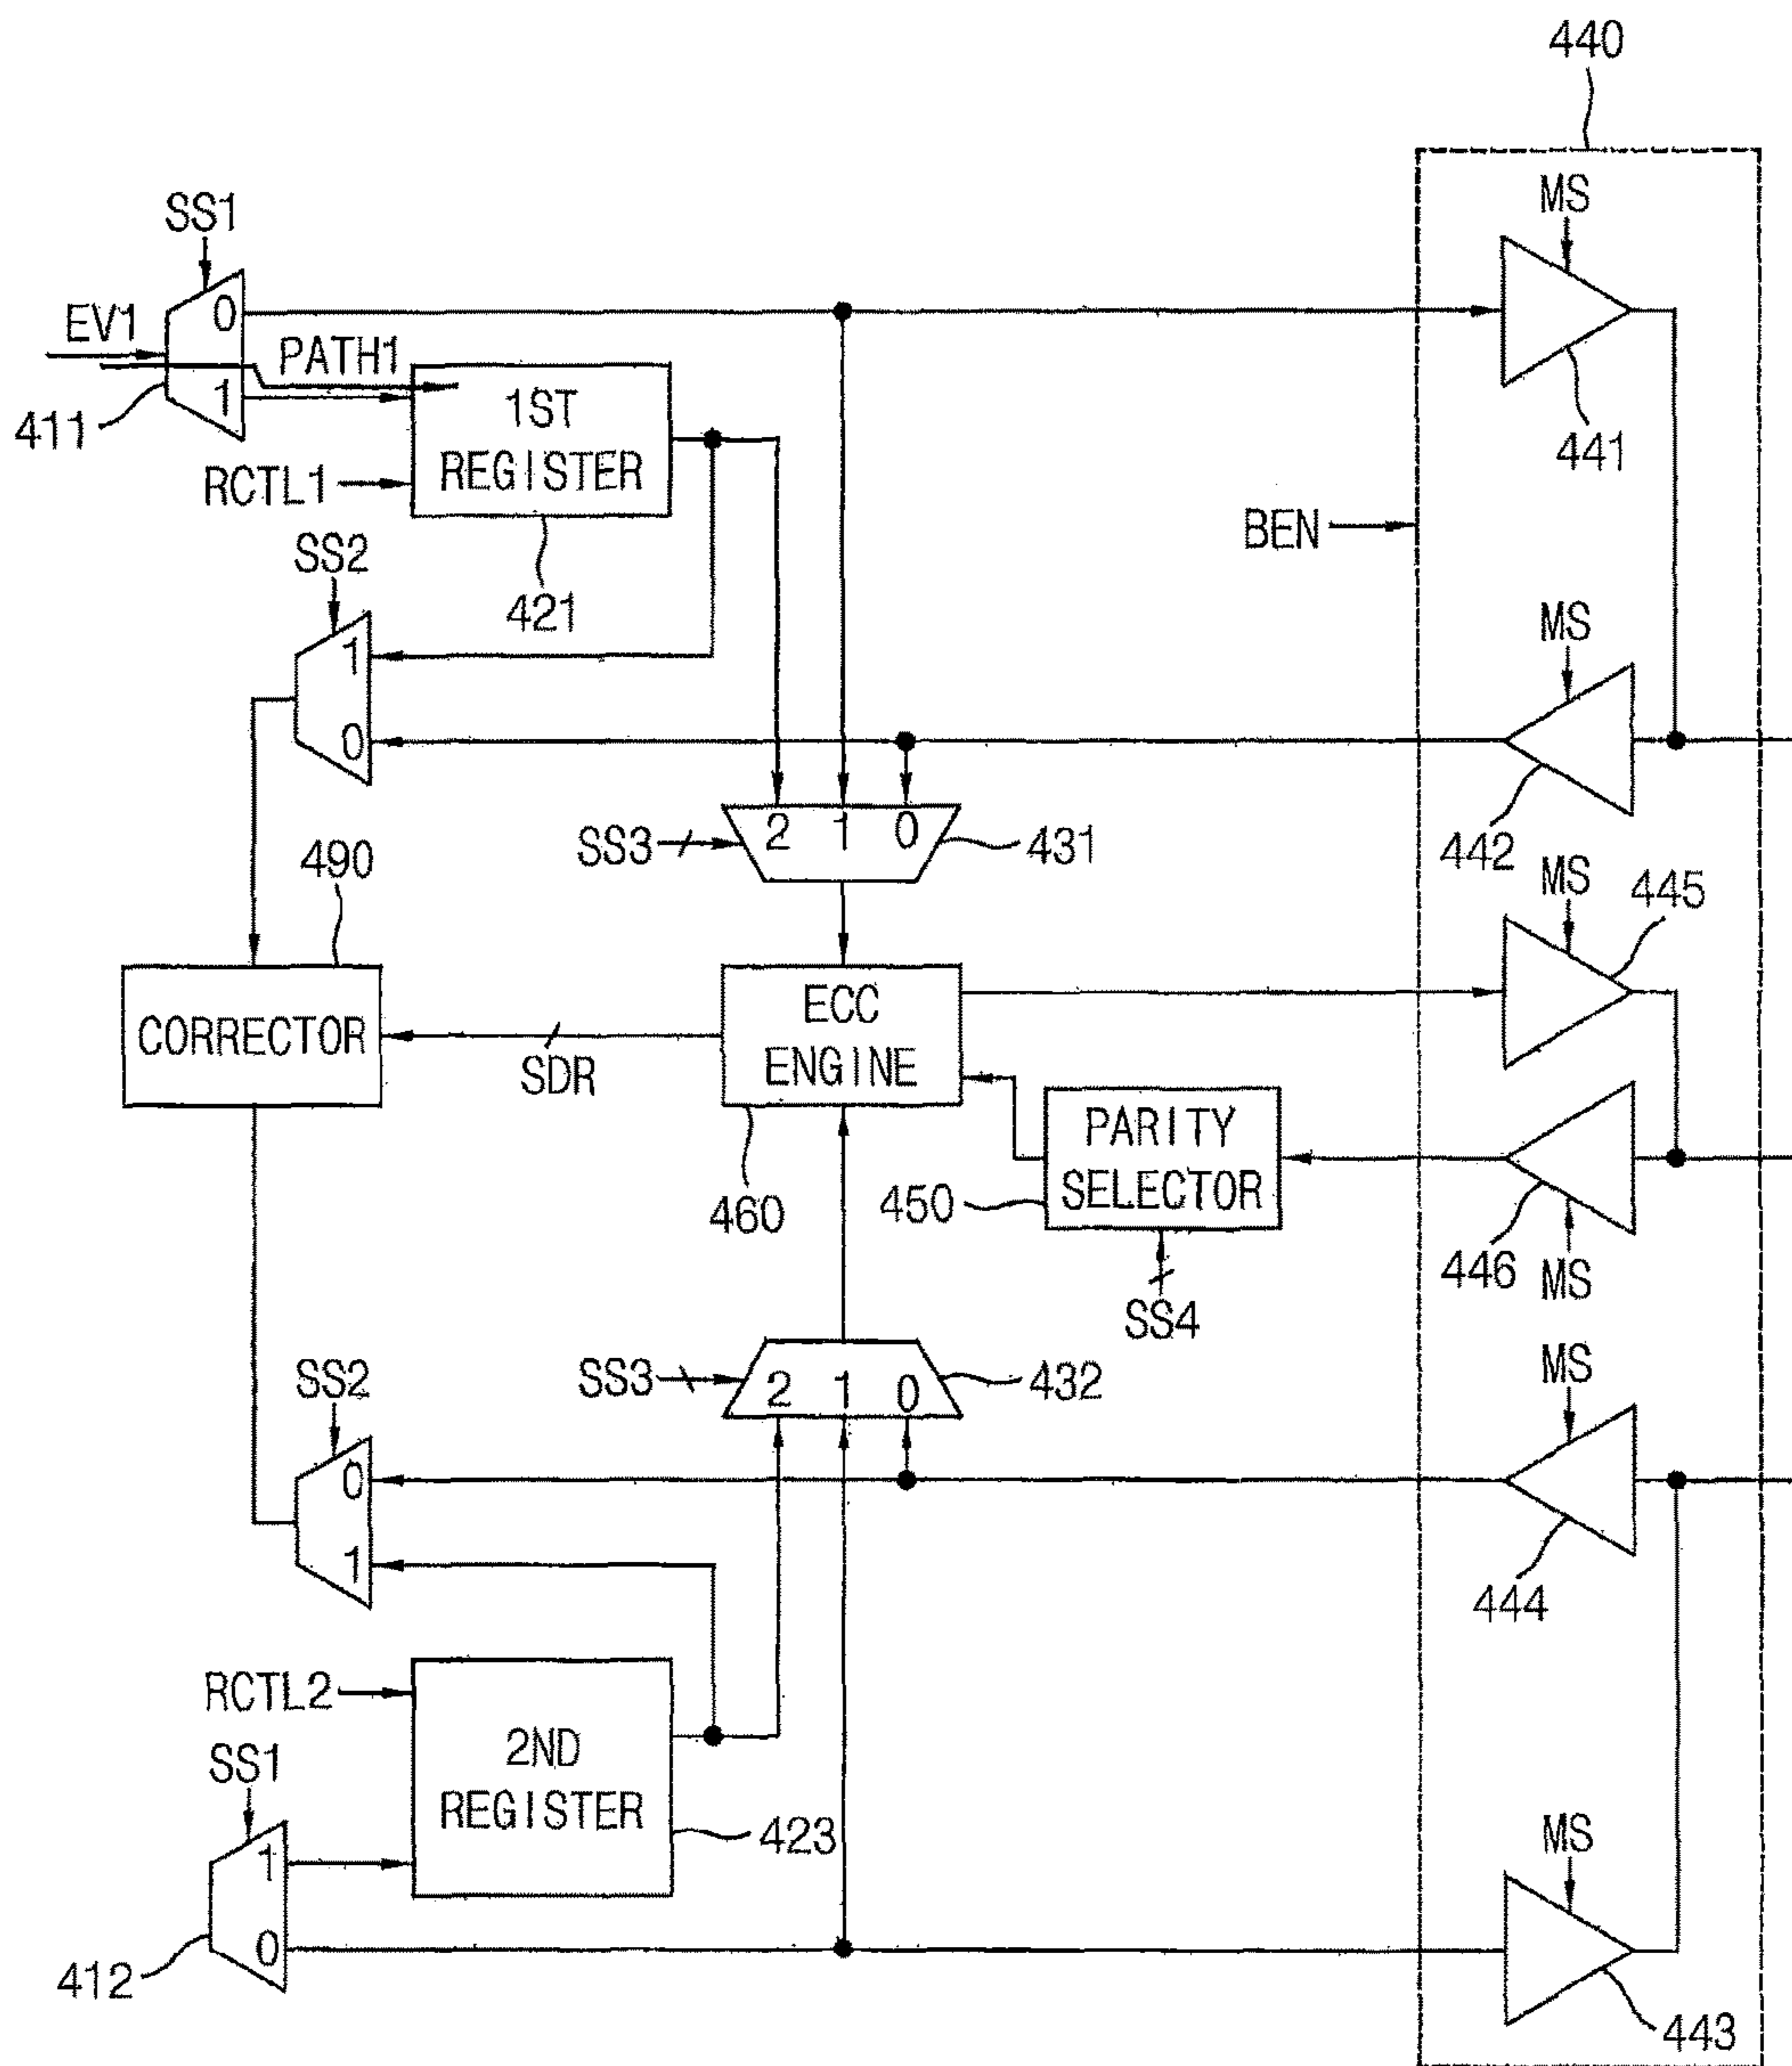 440
MS
SS1
0
EV1
PATH1
1
411
1ST
REGISTER
441
RCTL1
BEN
SS2
421
MS
1
0
2 1 0
SS3
431
442
490
MS
445
ECC
ENGINE
CORRECTOR
SDR
PARITY
SELECTOR
460
450
446
MS
SS4
MS
SS2
SS3
2 1 0
432
0
1
444
RCTL2
2ND
REGISTER
SS1
423
MS
1
0
412
443